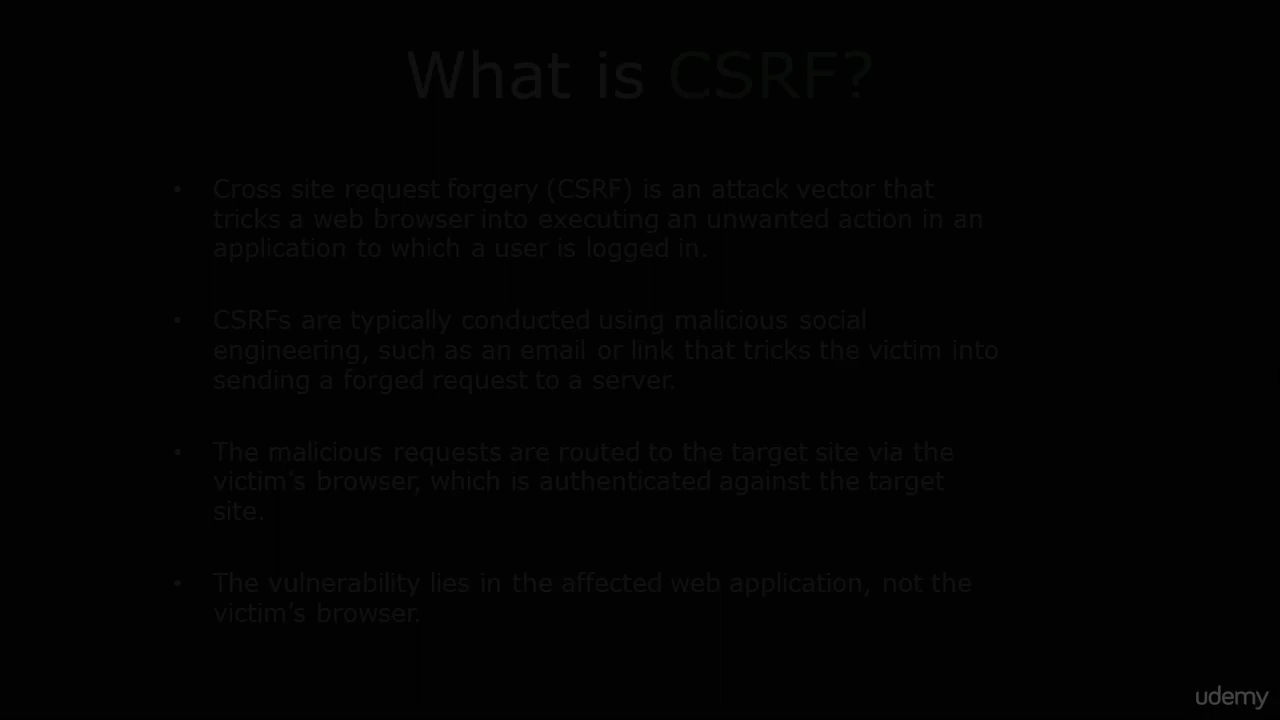 What is CSRF?
• Cross site request forgery (CSRF) is an attack vector that
tricks a web browser into executing an unwanted action in an
application to which a user is logged in.
• CSRFs are typically conducted using malicious social
engineering, such as an email or link that tricks the victim into
sending a forged request to a server.
• The malicious requests are routed to the target site via the
victim’s browser, which is authenticated against the target
site.
• The vulnerability lies in the affected web application, not the
victim’s browser.
udemy